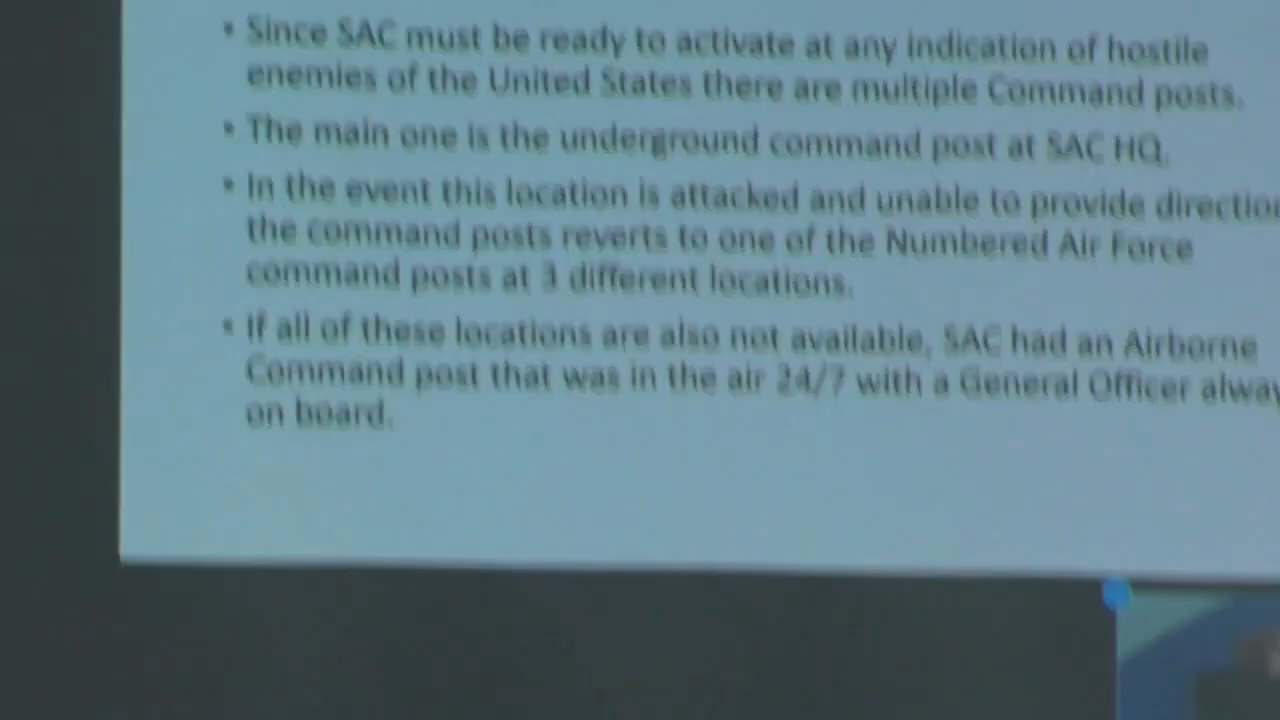 • Since SAC must be ready to activate at any indication of hostile
enemies of the United States there are multiple Command posts.
• The main one is the underground command post at SAC HQ.
• In the event this location is attacked and unable to provide direction
the command posts reverts to one of the Numbered Air Force
command posts at 3 different locations.
• If all of these locations are also not available, SAC had an Airborne
Command post that was in the air 24/7 with a General Officer alway
on board.